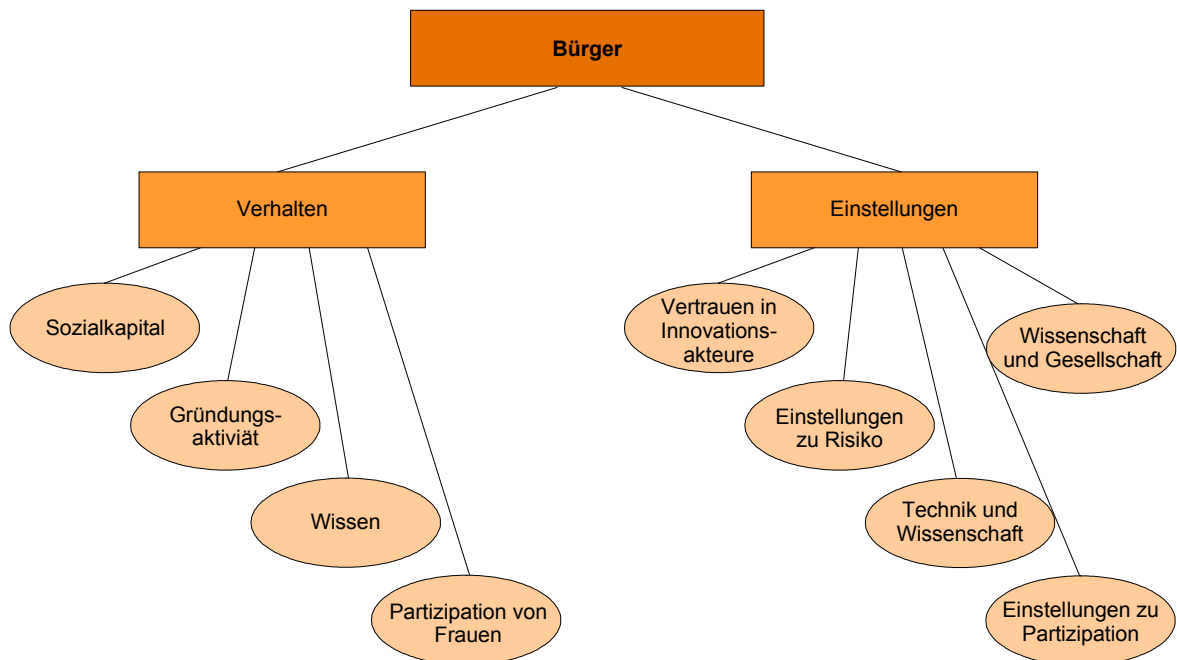 Bürger
Verhalten
Einstellungen
Sozialkapital
Gründungs-
aktiviät
Wissen
Partizipation von
Frauen
Vertrauen in
Innovations-
akteure
Einstellungen
zu Risiko
Technik und
Wissenschaft
Einstellungen zu
Partizipation
Wissenschaft
und Gesellschaft